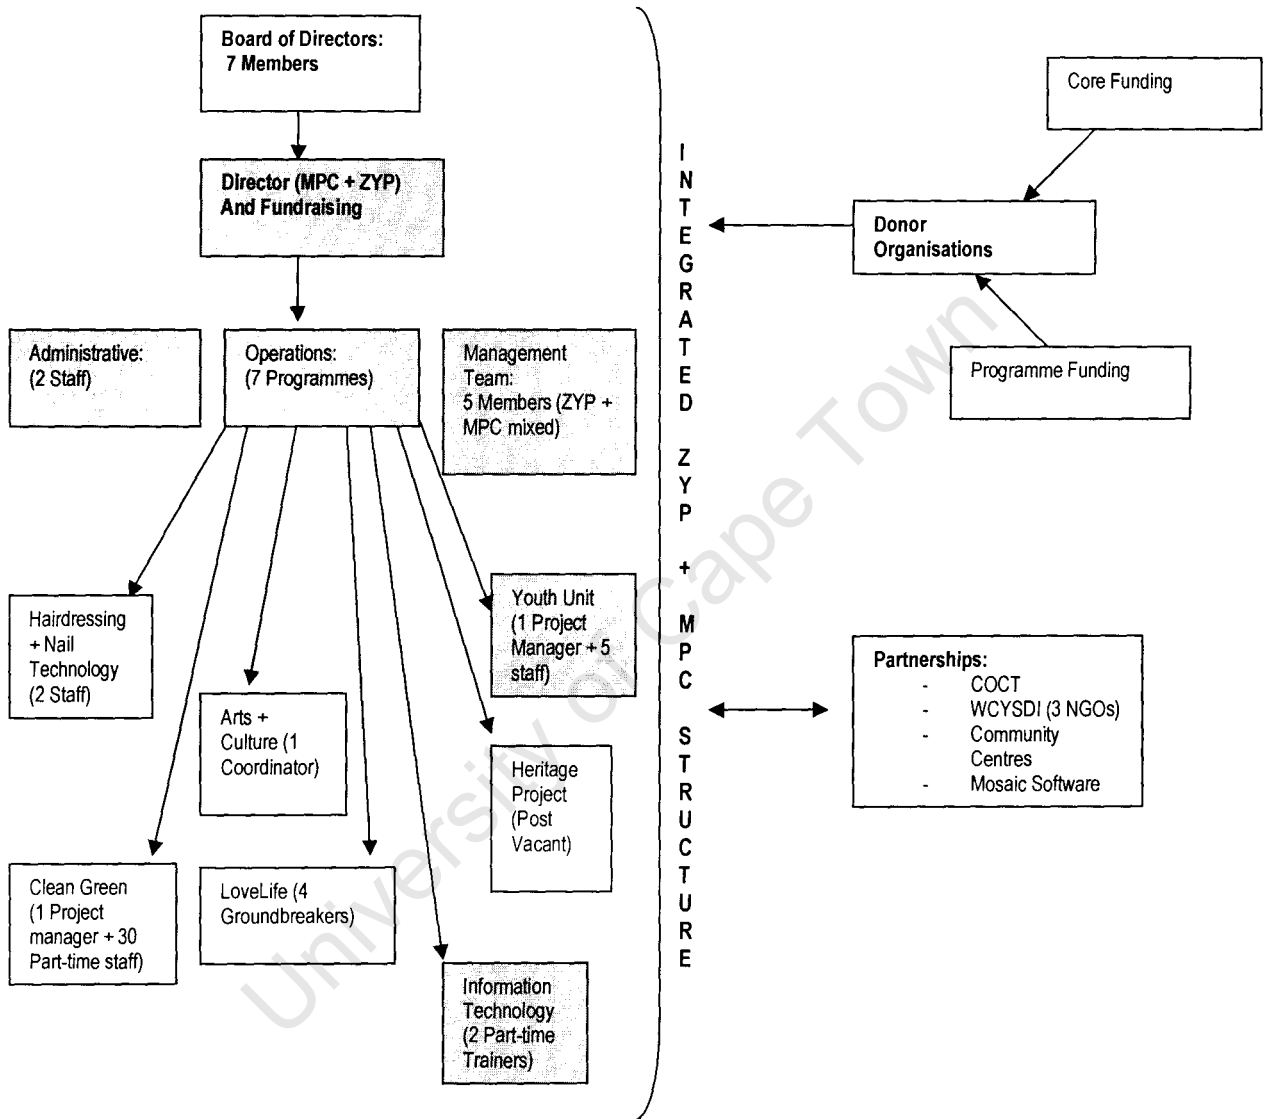 Board of Directors:
7 Members
Director (MPC + ZYP)
And Fundraising
Administrative:
(2 Staff)
Operations:
(7 Programmes)
Management
Team:
5 Members (ZYP +
MPC mixed)
Hairdressing
+ Nail
Technology
(2 Staff)
Youth Unit
(1 Project
Manager + 5
staff)
Arts +
Culture (1
Coordinator)
Heritage
Project
(Post
Vacant)
Clean Green
(1 Project
manager + 30
Part-time staff)
LoveLife (4
Groundbreakers)
Information
Technology
(2 Part-time
Trainers)
INTEGRATED ZYP + MPC STRUCTURE
Core Funding
Donor
Organisations
Programme Funding
Partnerships:
- COCT
- WCYSDI (3 NGOs)
- Community
Centres
- Mosaic Software
University of Cape Town